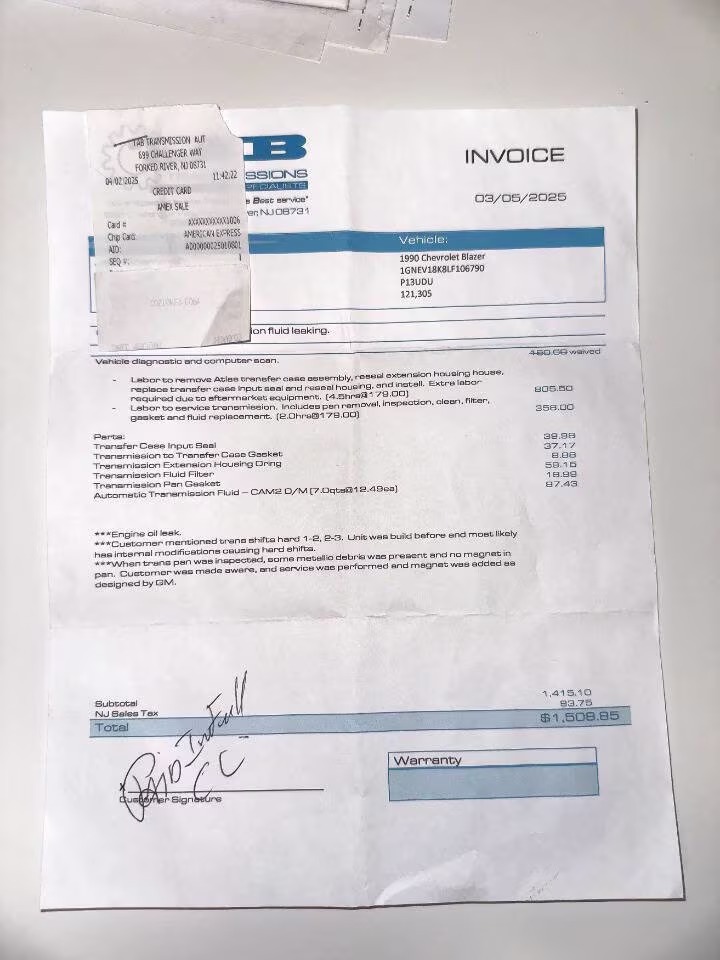 TAB TRANSMISSION AUT
699 CHALLENGER WAY
FORKED RIVER, NJ 08731
04/02/2025 11:42:22
CREDIT CARD
AMEX SALE
Card # XXXXXXXXXXX1026
Chip Card: AMERICAN EXPRESS
AID: A000000025010801
SEQ #: 1
B
SSIONS
PECIALISTS
Best service"
er, NJ 08731
INVOICE
03/05/2025
Vehicle:
1990 Chevrolet Blazer
1GNEV18K8LF106790
P13UDU
121,305
ion fluid leaking.
Vehicle diagnostic and computer scan. waived
- Labor to remove Atlas transfer case assembly, reseal extension housing house,
replace transfer case input seal and reseal housing, and install. Extra labor
required due to aftermarket equipment. (4.5hrs@179.00) 805.50
- Labor to service transmission. Includes pan removal, inspection, clean, filter,
gasket and fluid replacement. (2.0hrs@179.00) 358.00
Parts:
Transfer Case Input Seal 39.98
Transmission to Transfer Case Gasket 37.17
Transmission Extension Housing Oring 8.88
Transmission Fluid Filter 59.15
Transmission Pan Gasket 18.99
Automatic Transmission Fluid – CAM2 D/M (7.0qts@12.49ea) 87.43
***Engine oil leak.
***Customer mentioned trans shifts hard 1-2, 2-3. Unit was build before and most likely
has internal modifications causing hard shifts.
***When trans pan was inspected, some metallic debris was present and no magnet in
pan. Customer was made aware, and service was performed and magnet was added as
designed by GM.
Subtotal 1,415.10
NJ Sales Tax 93.75
Total $1,508.85
Paid In Full
CC
Customer Signature
Warranty